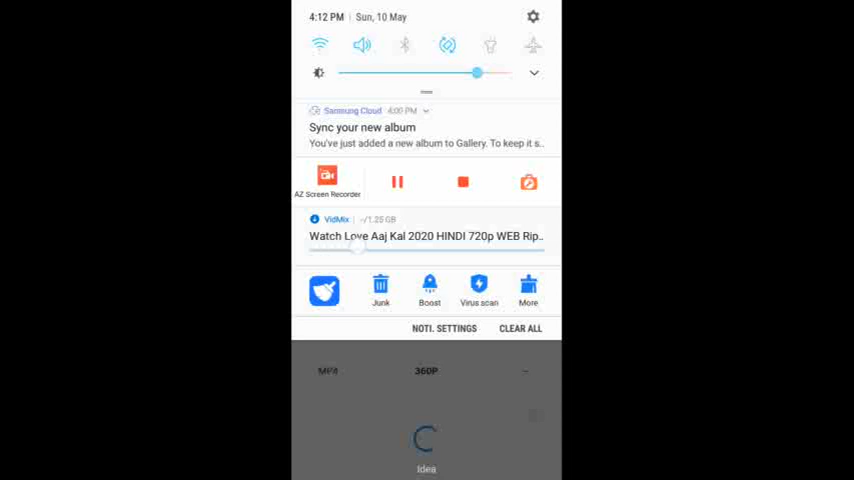 4:12 PM | Sun, 10 May
Samsung Cloud 4:00 PM
Sync your new album
You've just added a new album to Gallery. To keep it s..
AZ Screen Recorder
VidMix | --/1.25 GB
Watch Love Aaj Kal 2020 HINDI 720p WEB Rip..
Junk Boost Virus scan More
NOTI. SETTINGS CLEAR ALL
MP4 360P --
Idea